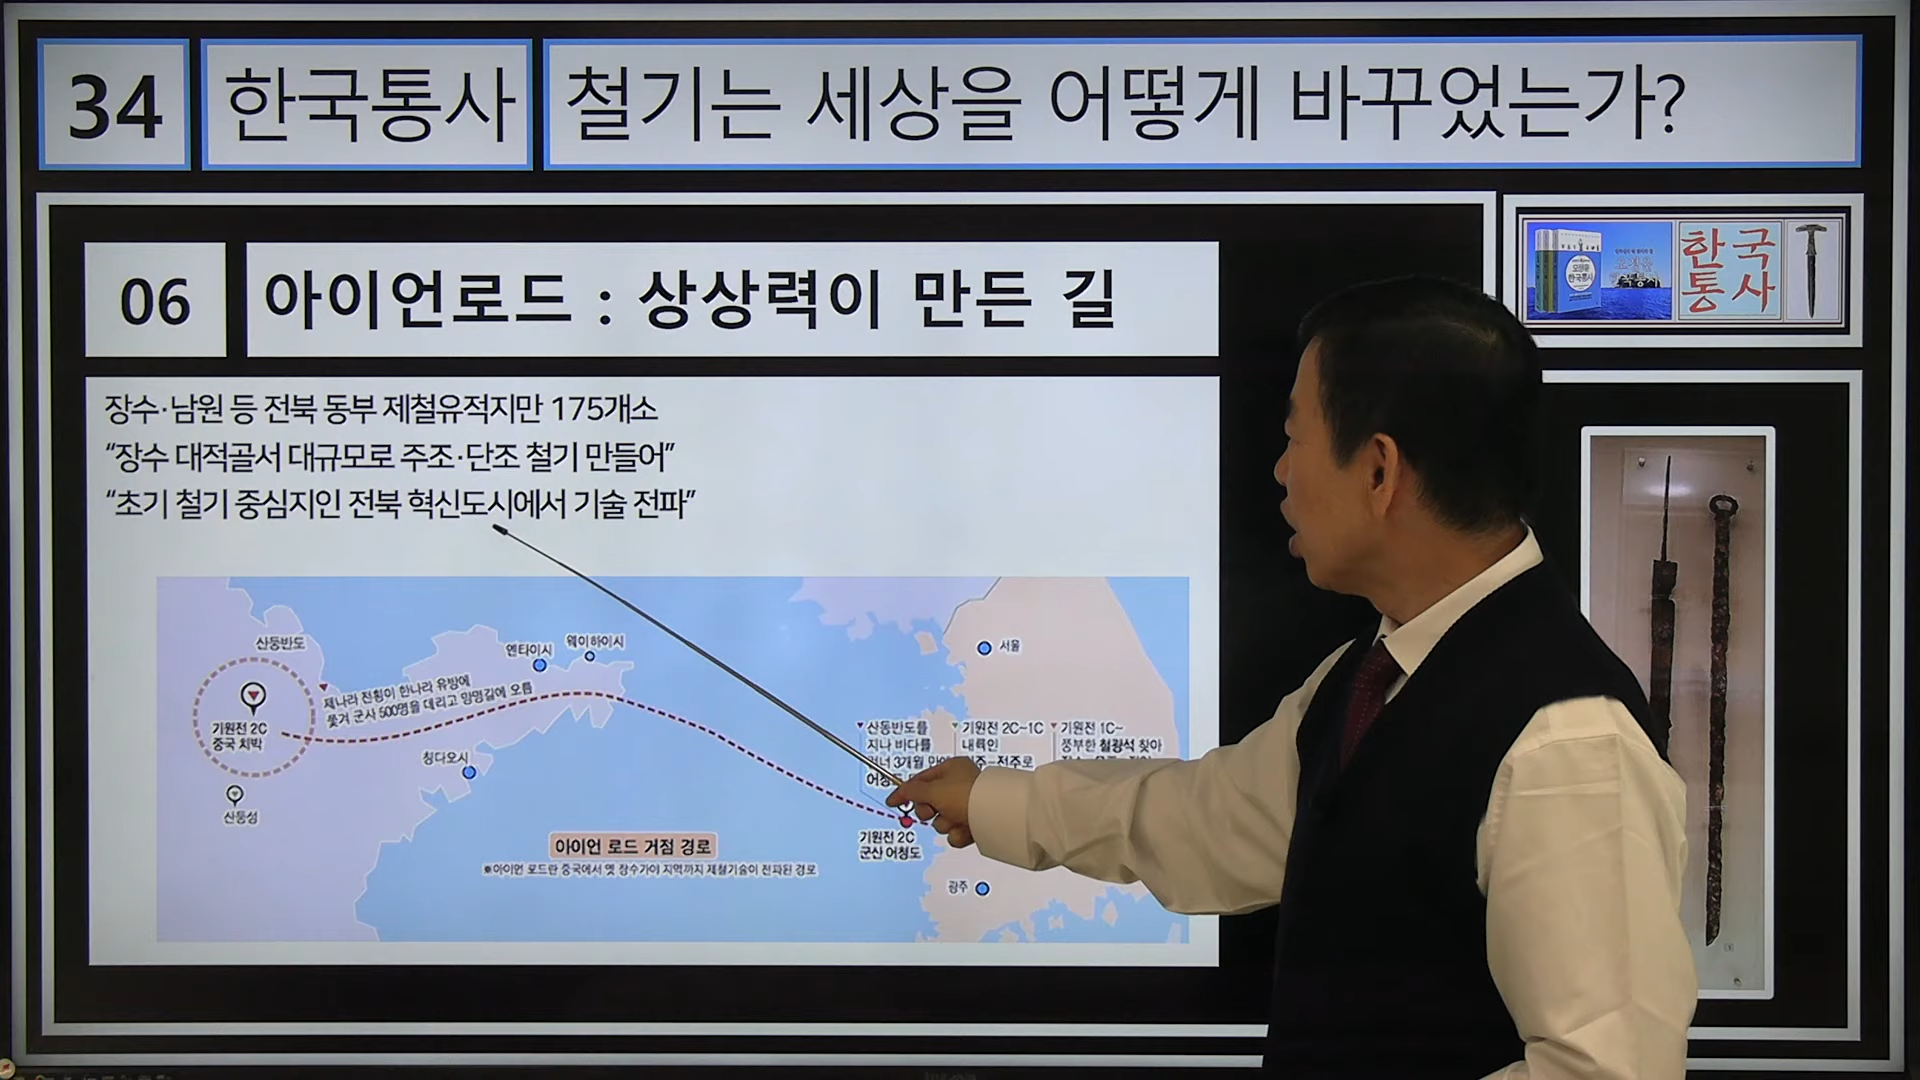 34
한국통사
철기는 세상을 어떻게 바꾸었는가?
06
아이언로드 : 상상력이 만든 길
장수·남원 등 전북 동부 제철유적지만 175개소
“장수 대적골서 대규모로 주조·단조 철기 만들어”
“초기 철기 중심지인 전북 혁신도시에서 기술 전파”
한국
통사
산둥반도
기원전 2C
중국 치박
산둥성
제나라 전횡이 한나라 유방에
쫓겨 군사 500명을 데리고 망명길에 오름
옌타이시
웨이하이시
칭다오시
서울
산동반도를
지나 바다를
3개월
기원전 2C~1C
내륙인
전주로
기원전 1C~
풍부한 철광석 찾아
기원전 2C
군산 어청도
광주
아이언 로드 거점 경로
※아이언 로드란 중국에서 옛 장수가야 지역까지 제철기술이 전파된 경로